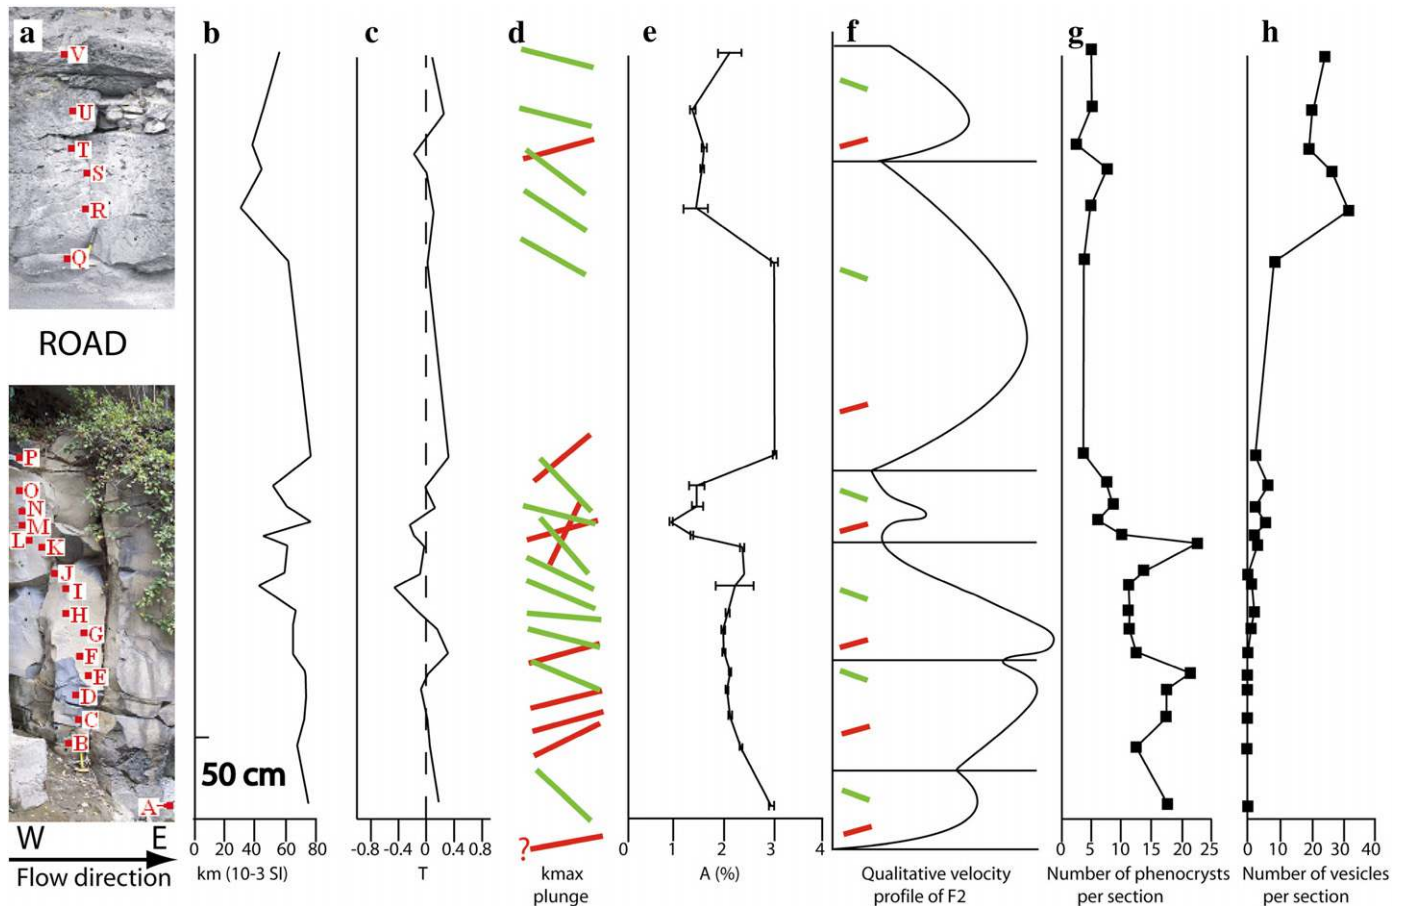 a
b
c
d
e
f
g
h
V
U
T
S
R
Q
ROAD
P
O
N
M
L
K
J
I
H
G
F
E
D
C
B
A
50 cm
W E
Flow direction
0 20 40 60 80
km (10-3 SI)
-0.8 -0.4 0 0.4 0.8
T
?
kmax
plunge
0 1 2 3 4
A (%)
Qualitative velocity
profile of F2
0 5 10 15 20 25
Number of phenocrysts
per section
0 10 20 30 40
Number of vesicles
per section